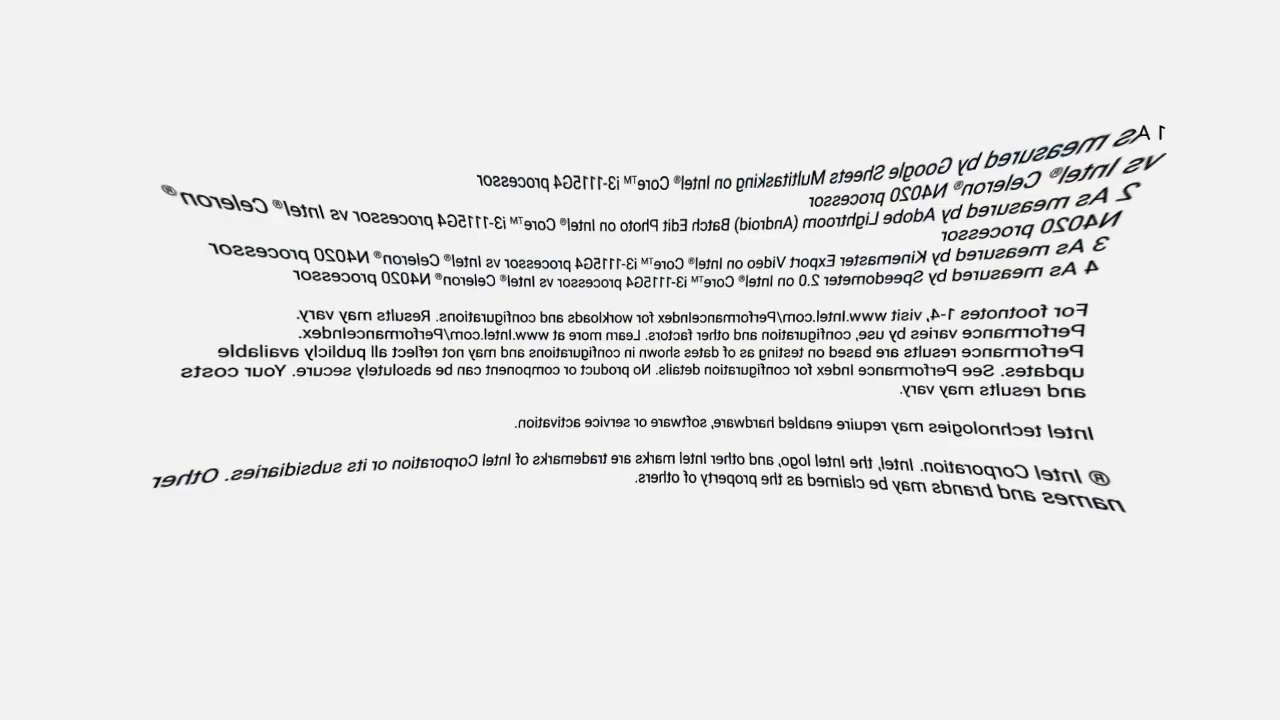 1 As measured by Google Sheets Multitasking on Intel® Core™ i3-1115G4 processor
vs Intel® Celeron® N4020 processor
2 As measured by Adobe Lightroom (Android) Batch Edit Photo on Intel® Core™ i3-1115G4 processor vs Intel® Celeron®
N4020 processor
3 As measured by Kinemaster Export Video on Intel® Core™ i3-1115G4 processor vs Intel® Celeron® N4020 processor
4 As measured by Speedometer 2.0 on Intel® Core™ i3-1115G4 processor vs Intel® Celeron® N4020 processor
For footnotes 1-4, visit www.Intel.com/PerformanceIndex for workloads and configurations. Results may vary.
Performance varies by use, configuration and other factors. Learn more at www.Intel.com/PerformanceIndex.
Performance results are based on testing as of dates shown in configurations and may not reflect all publicly available
updates. See Performance Index for configuration details. No product or component can be absolutely secure. Your costs
and results may vary.
Intel technologies may require enabled hardware, software or service activation.
® Intel Corporation. Intel, the Intel logo, and other Intel marks are trademarks of Intel Corporation or its subsidiaries. Other
names and brands may be claimed as the property of others.